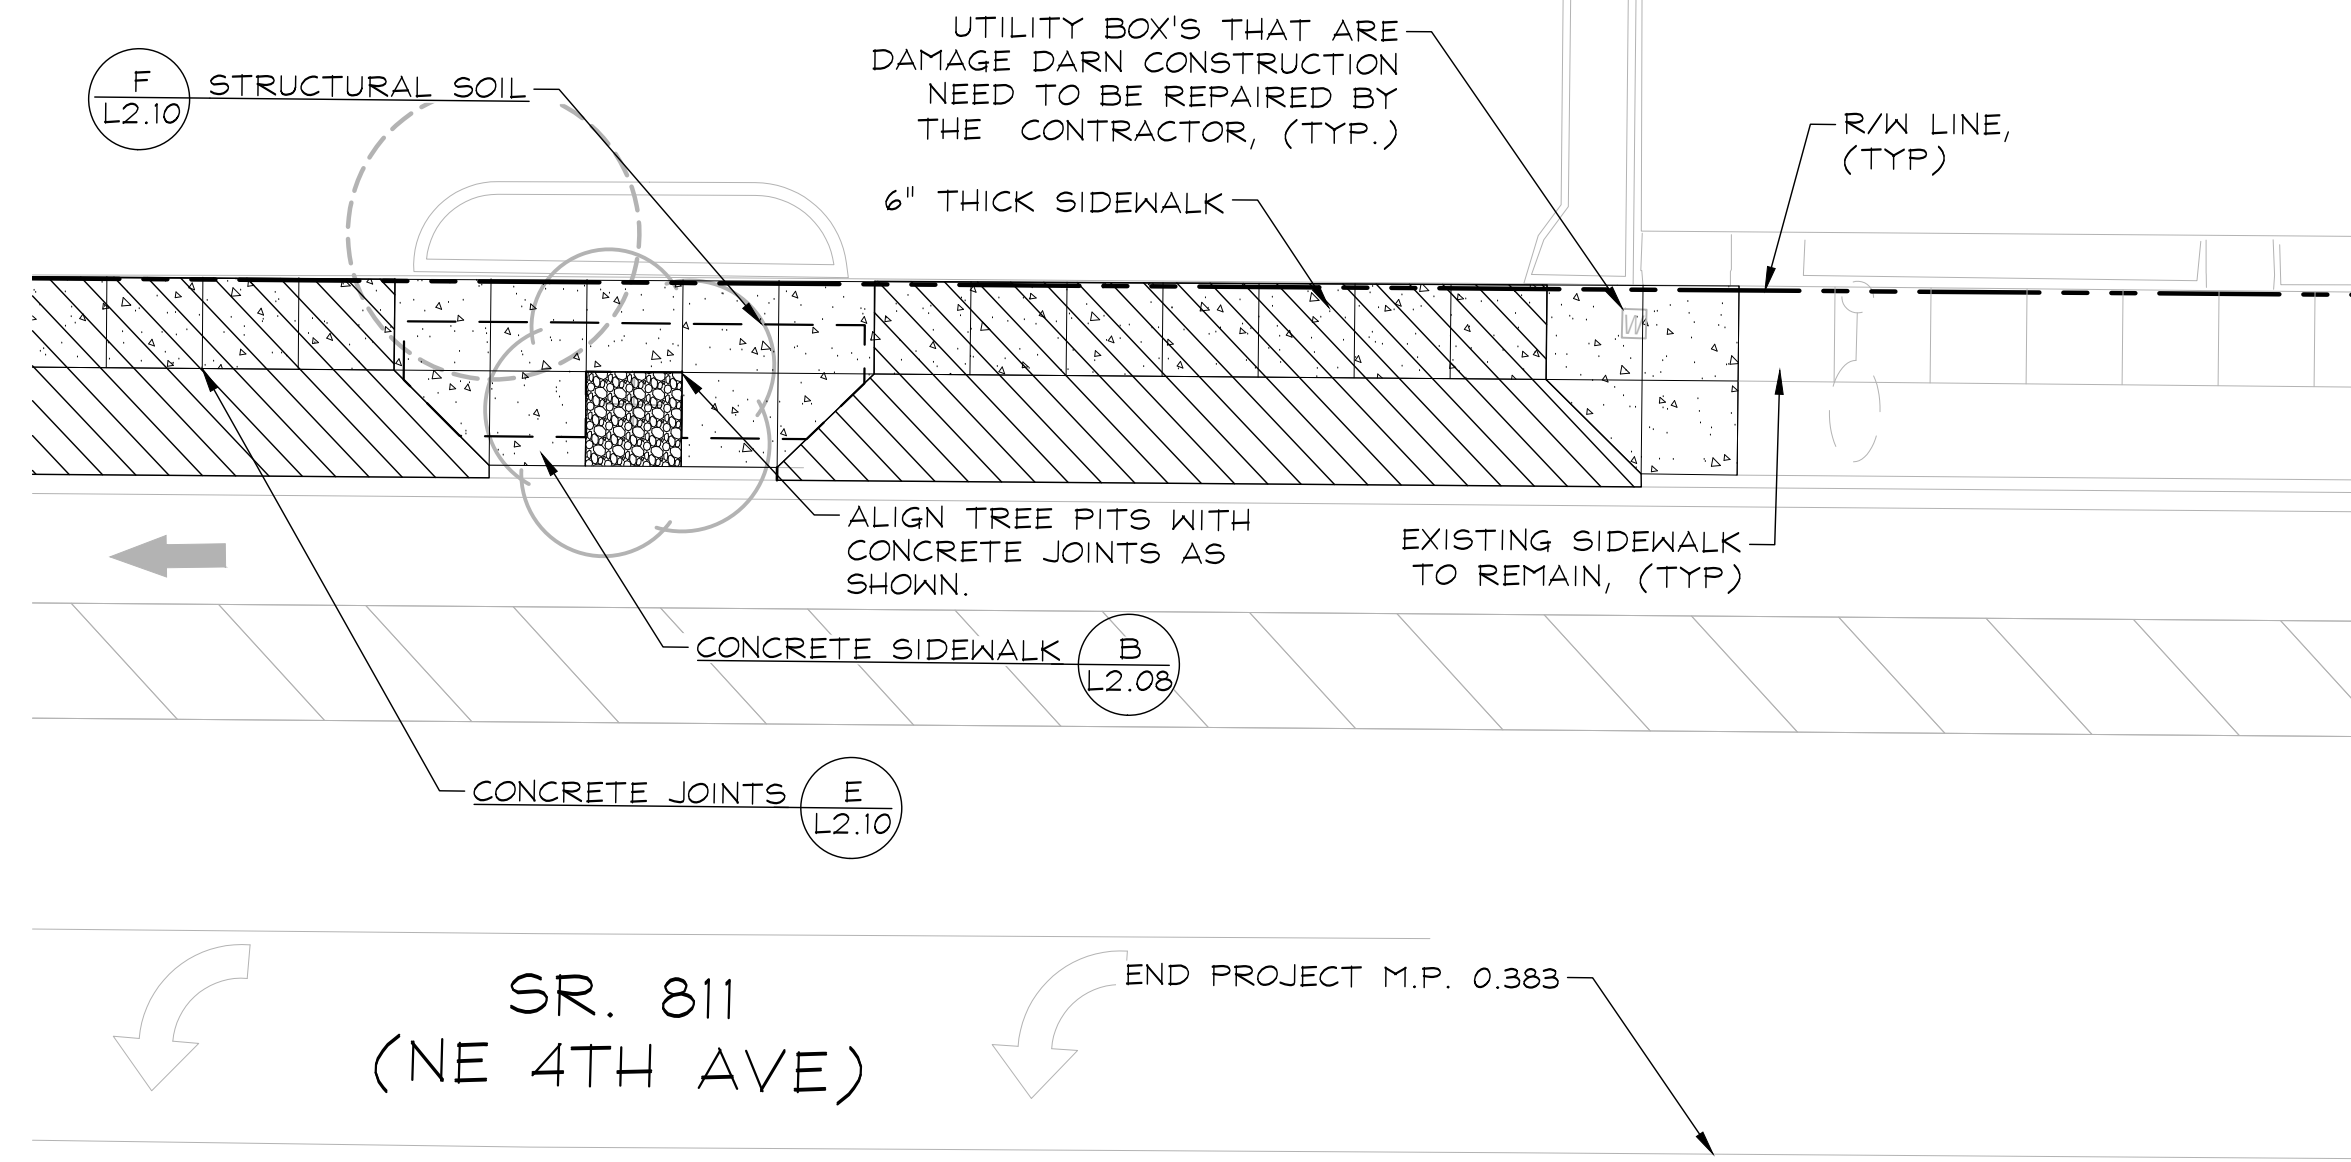 F
L2.10
STRUCTURAL SOIL
UTILITY BOX'S THAT ARE
DAMAGE DARN CONSTRUCTION
NEED TO BE REPAIRED BY
THE CONTRACTOR, (TYP.)
R/W LINE,
(TYP)
6" THICK SIDEWALK
W
ALIGN TREE PITS WITH
CONCRETE JOINTS AS
SHOWN.
EXISTING SIDEWALK
TO REMAIN, (TYP)
CONCRETE SIDEWALK
B
L2.08
CONCRETE JOINTS
E
L2.10
SR. 811
(NE 4TH AVE)
END PROJECT M.P. 0.383